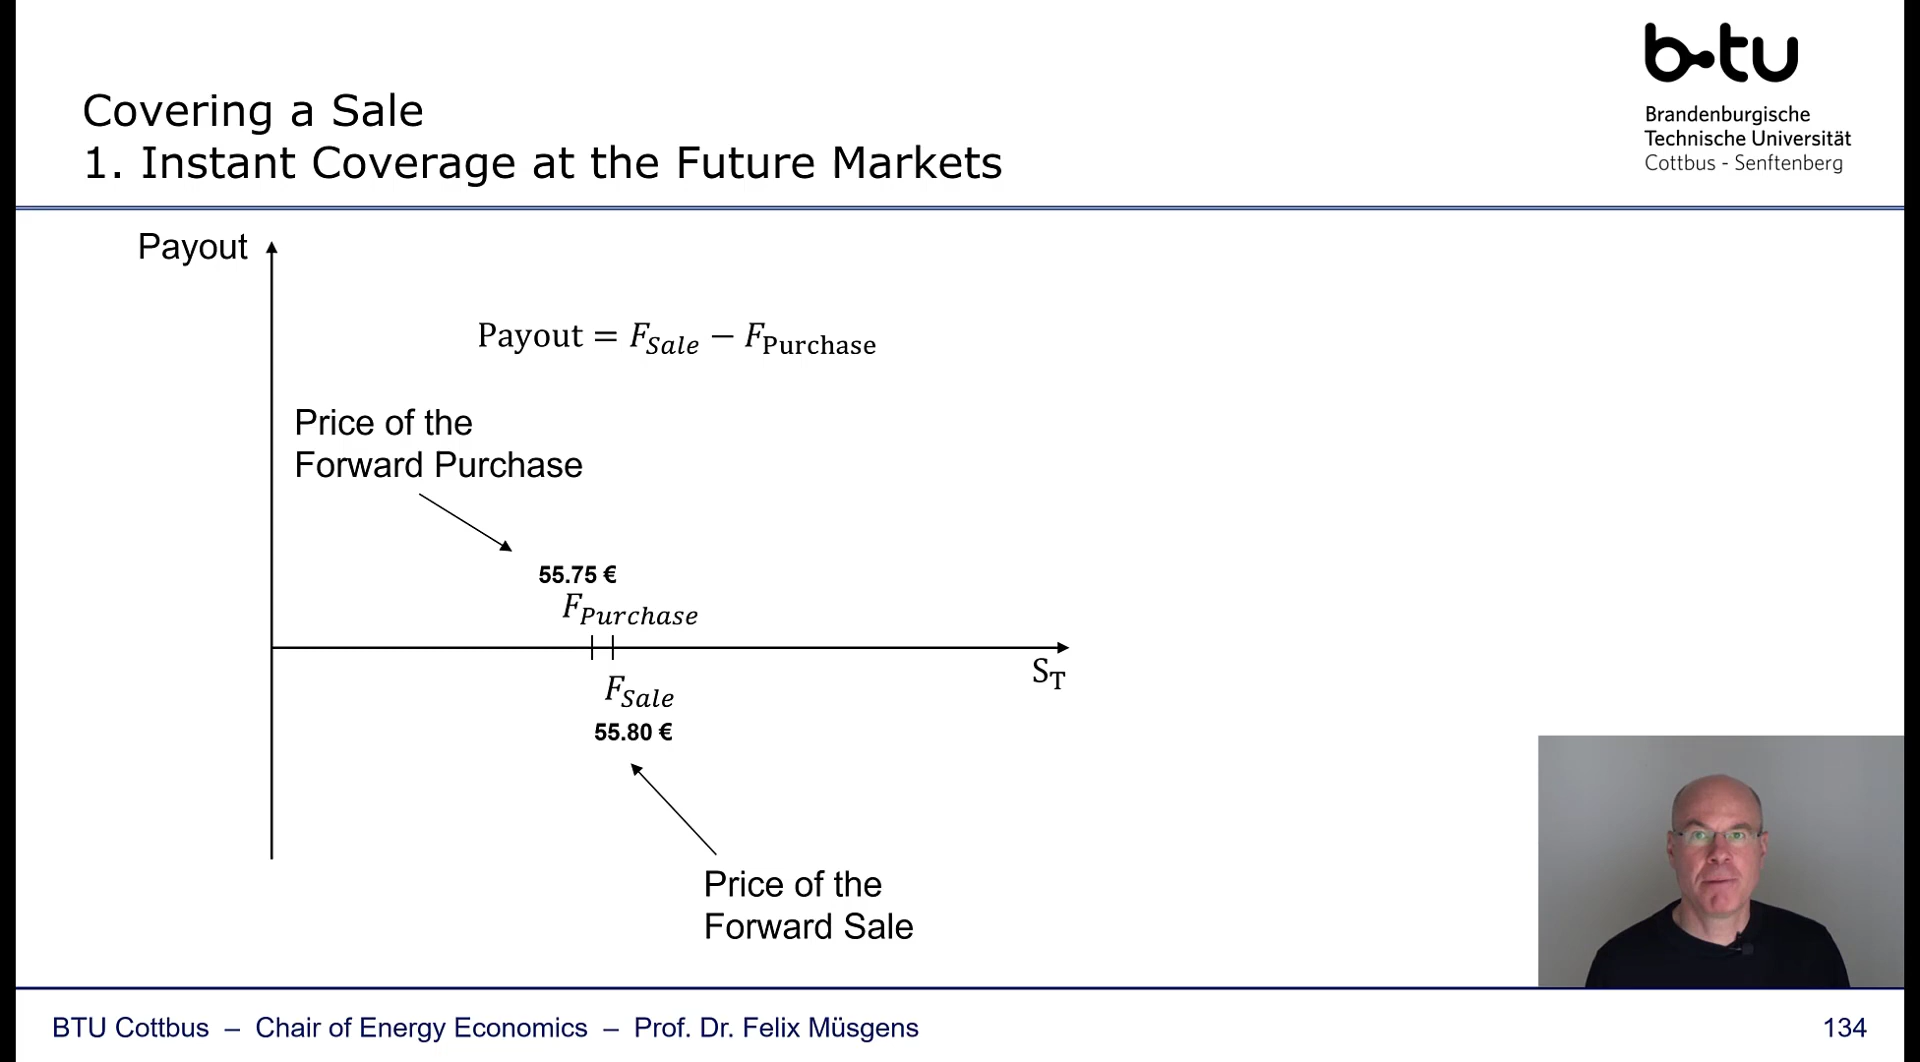 b-tu
Brandenburgische
Technische Universität
Cottbus - Senftenberg
Covering a Sale
1. Instant Coverage at the Future Markets
Payout
Payout = F_Sale − F_Purchase
Price of the
Forward Purchase
55.75 €
F_Purchase
S_T
F_Sale
55.80 €
Price of the
Forward Sale
BTU Cottbus – Chair of Energy Economics – Prof. Dr. Felix Müsgens
134